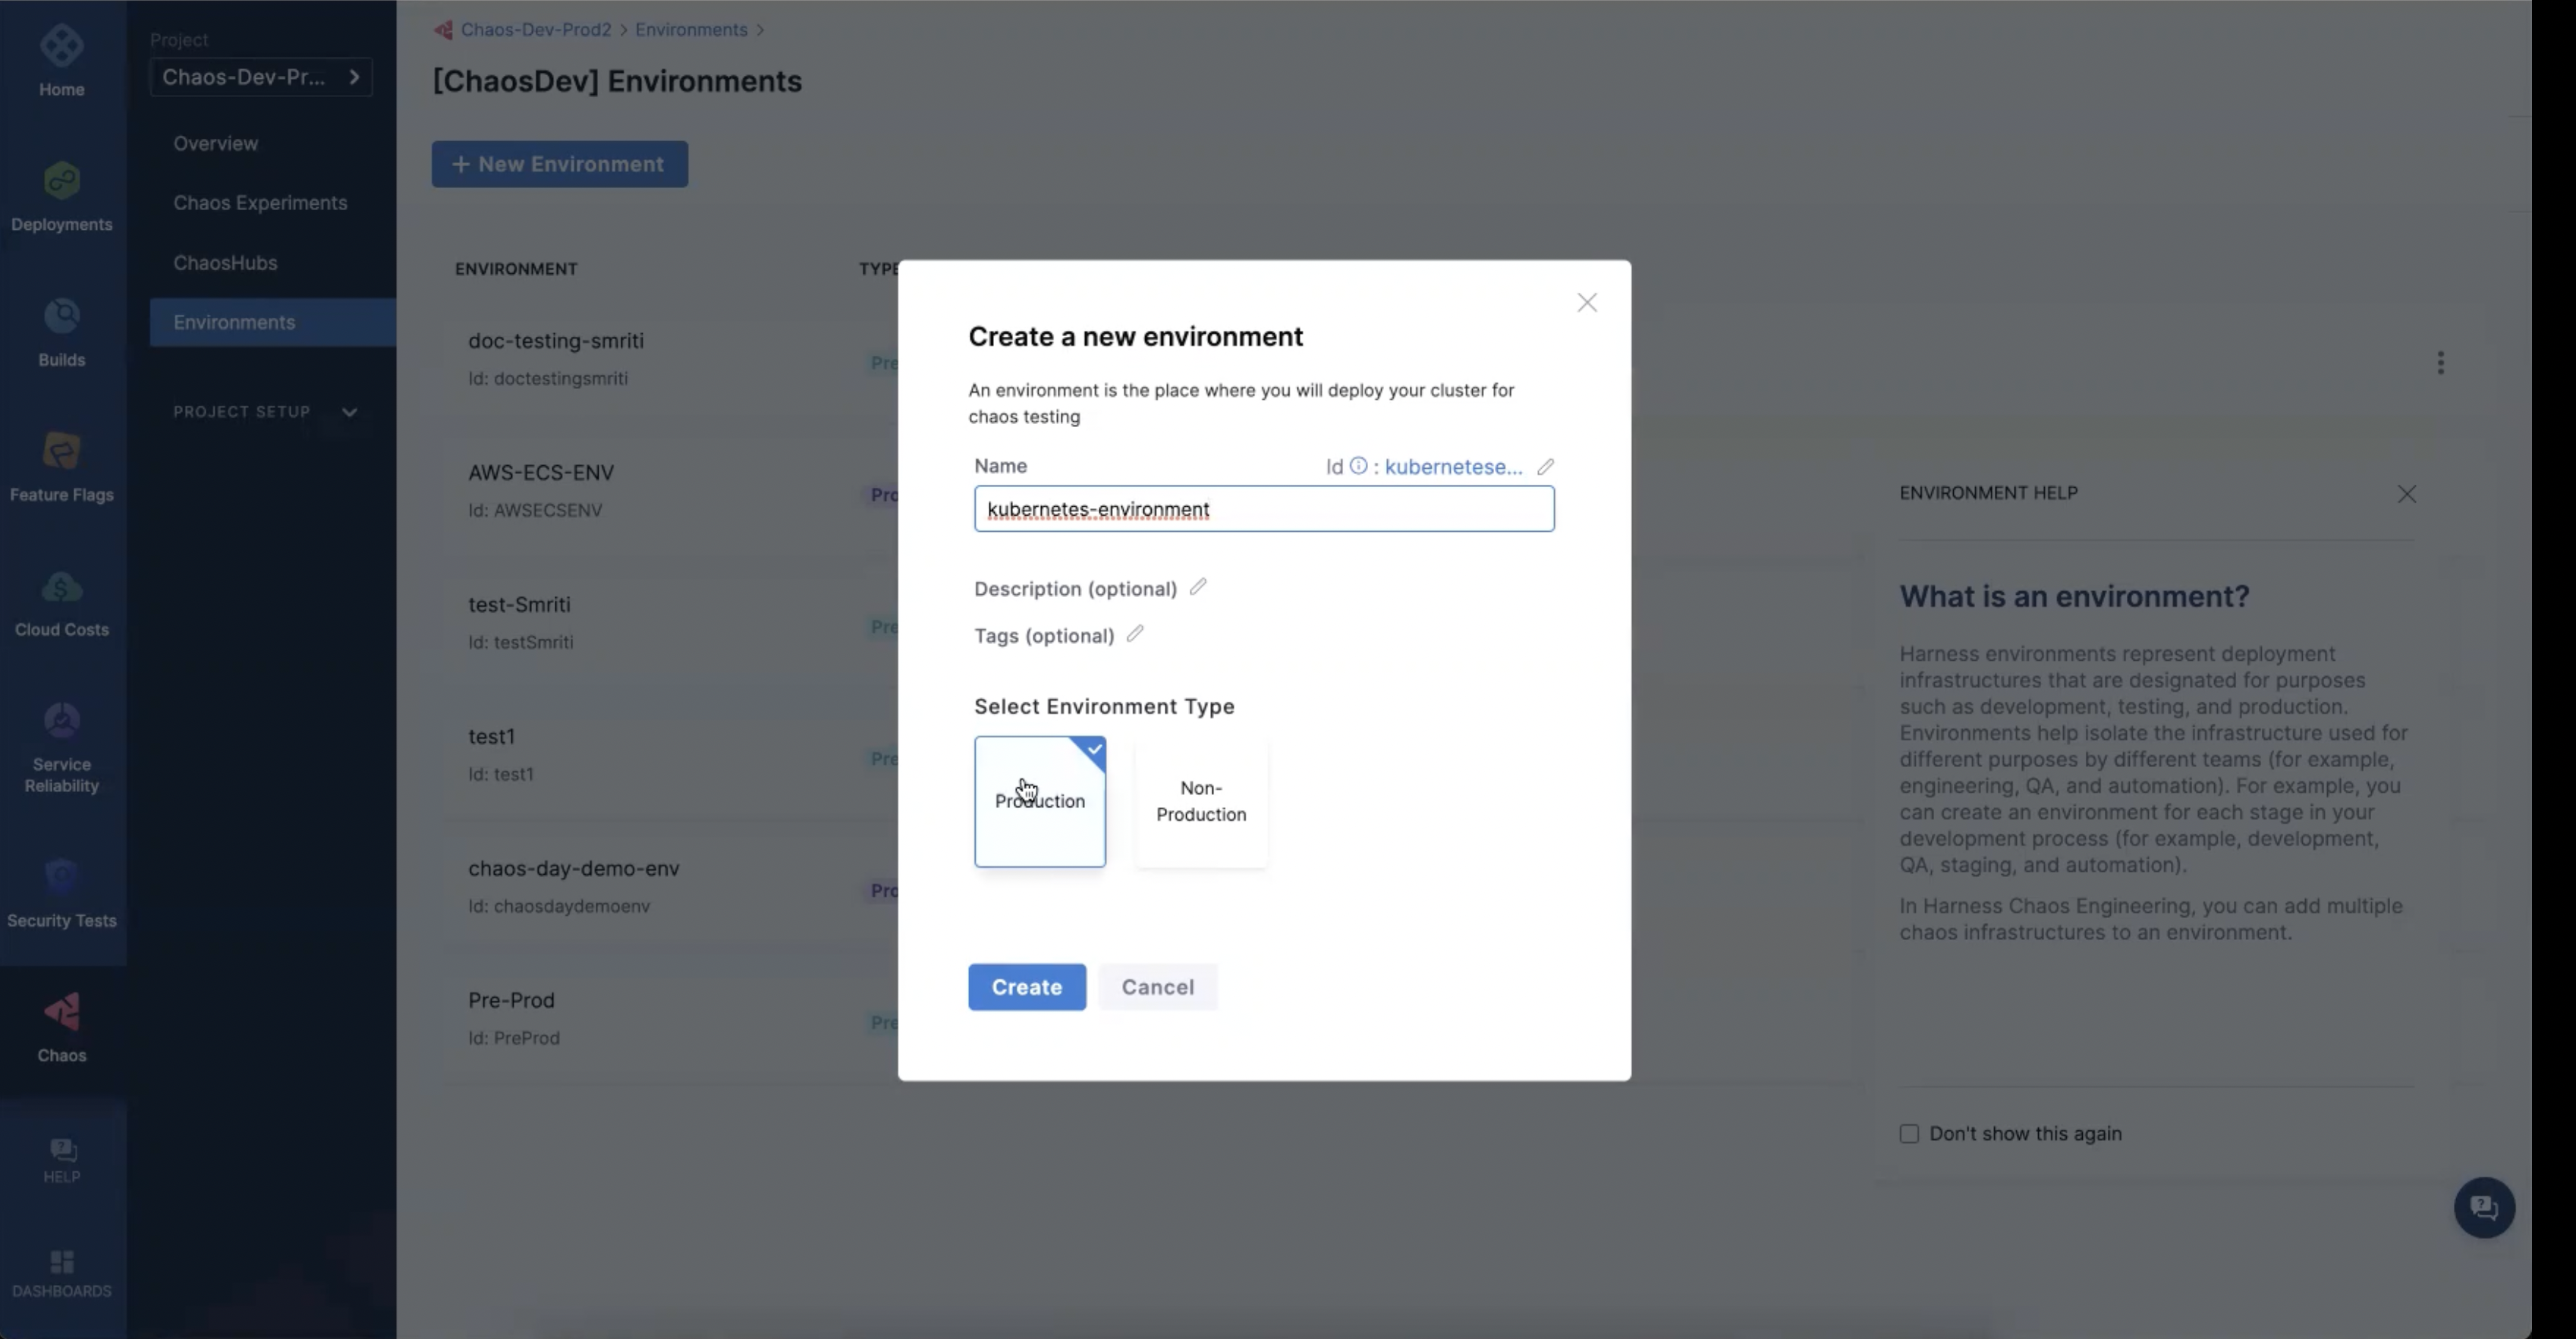 Home
Deployments
Builds
Feature Flags
Cloud Costs
Service
Reliability
Security Tests
Chaos
HELP
DASHBOARDS
Project
Chaos-Dev-Pr...
Overview
Chaos Experiments
ChaosHubs
Environments
PROJECT SETUP
Chaos-Dev-Prod2 > Environments >
[ChaosDev] Environments
+ New Environment
ENVIRONMENT
TYPE
doc-testing-smriti
Id: doctestingsmriti
Pre
AWS-ECS-ENV
Id: AWSECSENV
Pro
test-Smriti
Id: testSmriti
Pre
test1
Id: test1
Pre
chaos-day-demo-env
Id: chaosdaydemoenv
Pro
Pre-Prod
Id: PreProd
Pre
Create a new environment
An environment is the place where you will deploy your cluster for
chaos testing
Name
Id : kubernetese...
kubernetes-environment
Description (optional)
Tags (optional)
Select Environment Type
Production
Non-
Production
Create
Cancel
ENVIRONMENT HELP
What is an environment?
Harness environments represent deployment
infrastructures that are designated for purposes
such as development, testing, and production.
Environments help isolate the infrastructure used for
different purposes by different teams (for example,
engineering, QA, and automation). For example, you
can create an environment for each stage in your
development process (for example, development,
QA, staging, and automation).
In Harness Chaos Engineering, you can add multiple
chaos infrastructures to an environment.
Don't show this again